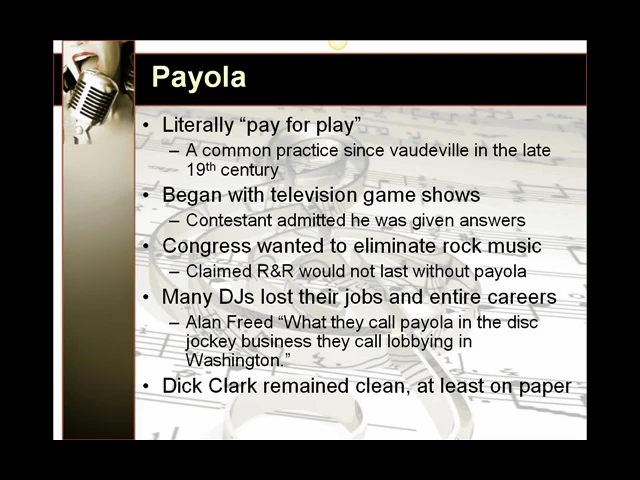 Payola
• Literally “pay for play”
– A common practice since vaudeville in the late
19th century
• Began with television game shows
– Contestant admitted he was given answers
• Congress wanted to eliminate rock music
– Claimed R&R would not last without payola
• Many DJs lost their jobs and entire careers
– Alan Freed “What they call payola in the disc
jockey business they call lobbying in
Washington.”
• Dick Clark remained clean, at least on paper